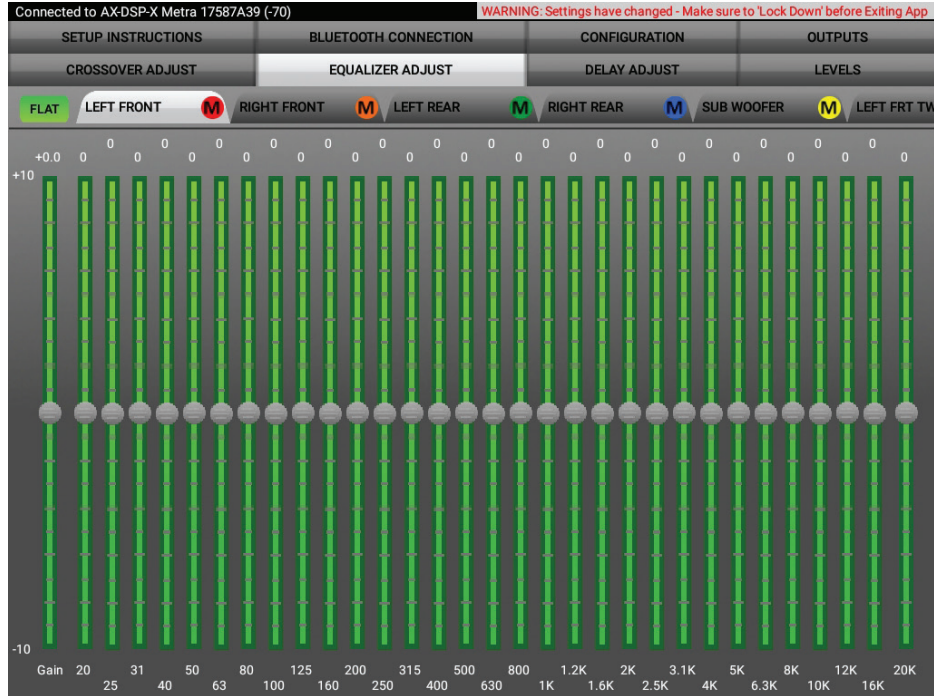 Connected to AX-DSP-X Metra 17587A39 (-70) WARNING: Settings have changed - Make sure to 'Lock Down' before Exiting App
SETUP INSTRUCTIONS BLUETOOTH CONNECTION CONFIGURATION OUTPUTS
CROSSOVER ADJUST EQUALIZER ADJUST DELAY ADJUST LEVELS
FLAT LEFT FRONT M RIGHT FRONT M LEFT REAR M RIGHT REAR M SUB WOOFER M LEFT FRT TW
0 0 0 0 0 0 0 0 0 0 0 0 0 0 0
+0.0 0 0 0 0 0 0 0 0 0 0 0 0 0 0 0 0
+10
-10
Gain 20 31 50 80 125 200 315 500 800 1.2K 2K 3.1K 5K 8K 12K 20K
25 40 63 100 160 250 400 630 1K 1.6K 2.5K 4K 6.3K 10K 16K